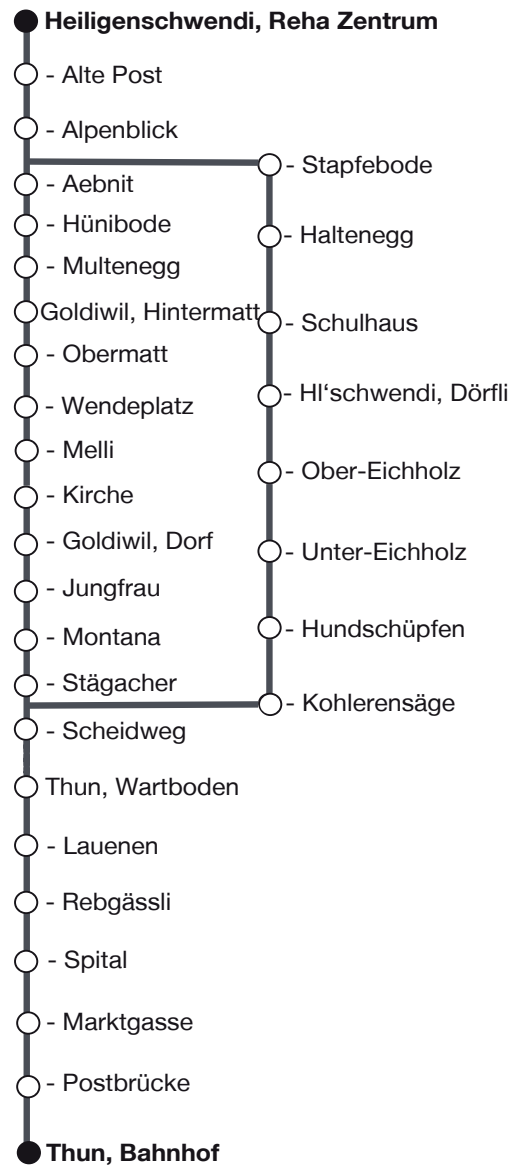 Heiligenschwendi, Reha Zentrum
- Alte Post
- Alpenblick
- Aebnit
- Hünibode
- Multenegg
Goldiwil, Hintermatt
- Obermatt
- Wendeplatz
- Melli
- Kirche
- Goldiwil, Dorf
- Jungfrau
- Montana
- Stägacher
- Scheidweg
Thun, Wartboden
- Lauenen
- Rebgässli
- Spital
- Marktgasse
- Postbrücke
Thun, Bahnhof
- Stapfebode
- Haltenegg
- Schulhaus
- Hl‘schwendi, Dörfli
- Ober-Eichholz
- Unter-Eichholz
- Hundschüpfen
- Kohlerensäge